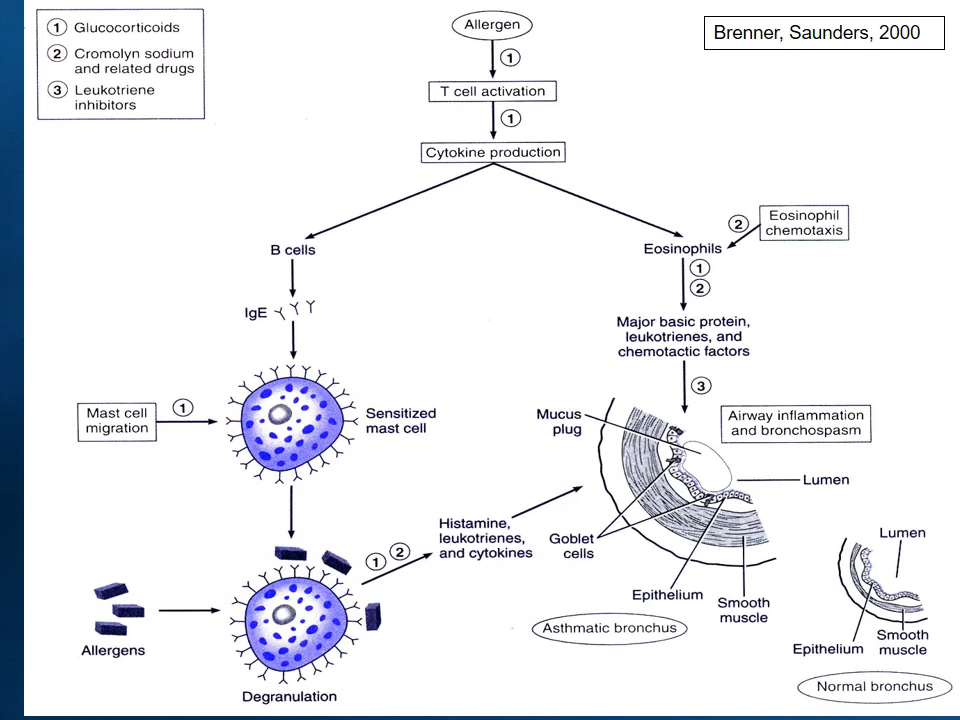 1 Glucocorticoids
2 Cromolyn sodium
and related drugs
3 Leukotriene
inhibitors
Allergen
Brenner, Saunders, 2000
1
T cell activation
1
Cytokine production
B cells
Eosinophils
2
Eosinophil
chemotaxis
1
2
IgE
Major basic protein,
leukotrienes, and
chemotactic factors
3
Mast cell
migration
1
Sensitized
mast cell
Mucus
plug
Airway inflammation
and bronchospasm
Lumen
Histamine,
leukotrienes,
and cytokines
Goblet
cells
1 2
Epithelium
Smooth
muscle
Asthmatic bronchus
Allergens
Degranulation
Lumen
Epithelium
Smooth
muscle
Normal bronchus